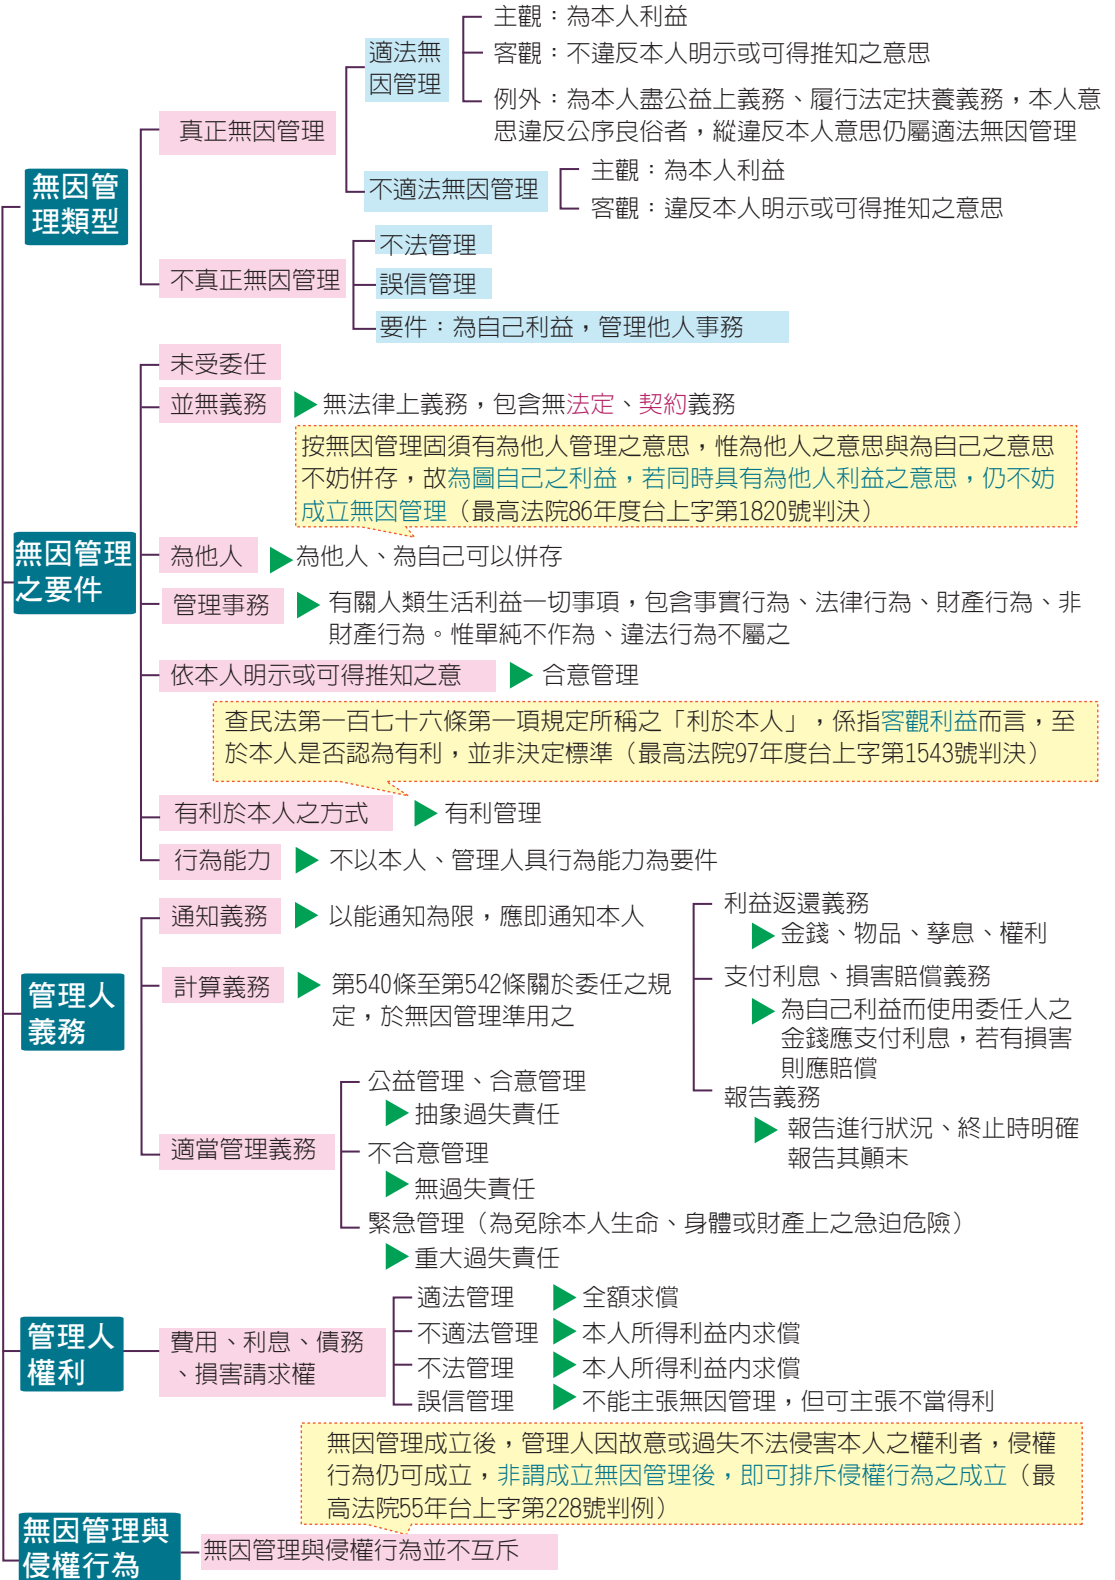 無因管
理類型
真正無因管理
適法無
因管理
主觀：為本人利益
客觀：不違反本人明示或可得推知之意思
例外：為本人盡公益上義務、履行法定扶養義務，本人意
思違反公序良俗者，縱違反本人意思仍屬適法無因管理
不適法無因管理
主觀：為本人利益
客觀：違反本人明示或可得推知之意思
不真正無因管理
不法管理
誤信管理
要件：為自己利益，管理他人事務
無因管理
之要件
未受委任
並無義務
無法律上義務，包含無法定、契約義務
按無因管理固須有為他人管理之意思，惟為他人之意思與為自己之意思
不妨併存，故為圖自己之利益，若同時具有為他人利益之意思，仍不妨
成立無因管理（最高法院86年度台上字第1820號判決）
為他人
為他人、為自己可以併存
管理事務
有關人類生活利益一切事項，包含事實行為、法律行為、財產行為、非
財產行為。惟單純不作為、違法行為不屬之
依本人明示或可得推知之意
合意管理
查民法第一百七十六條第一項規定所稱之「利於本人」，係指客觀利益而言，至
於本人是否認為有利，並非決定標準（最高法院97年度台上字第1543號判決）
有利於本人之方式
有利管理
行為能力
不以本人、管理人具行為能力為要件
管理人
義務
通知義務
以能通知為限，應即通知本人
計算義務
第540條至第542條關於委任之規
定，於無因管理準用之
利益返還義務
金錢、物品、孳息、權利
支付利息、損害賠償義務
為自己利益而使用委任人之
金錢應支付利息，若有損害
則應賠償
報告義務
報告進行狀況、終止時明確
報告其顛末
適當管理義務
公益管理、合意管理
抽象過失責任
不合意管理
無過失責任
緊急管理（為免除本人生命、身體或財產上之急迫危險）
重大過失責任
管理人
權利
費用、利息、債務
、損害請求權
適法管理
全額求償
不適法管理
本人所得利益內求償
不法管理
本人所得利益內求償
誤信管理
不能主張無因管理，但可主張不當得利
無因管理成立後，管理人因故意或過失不法侵害本人之權利者，侵權
行為仍可成立，非謂成立無因管理後，即可排斥侵權行為之成立（最
高法院55年台上字第228號判例）
無因管理與
侵權行為
無因管理與侵權行為並不互斥